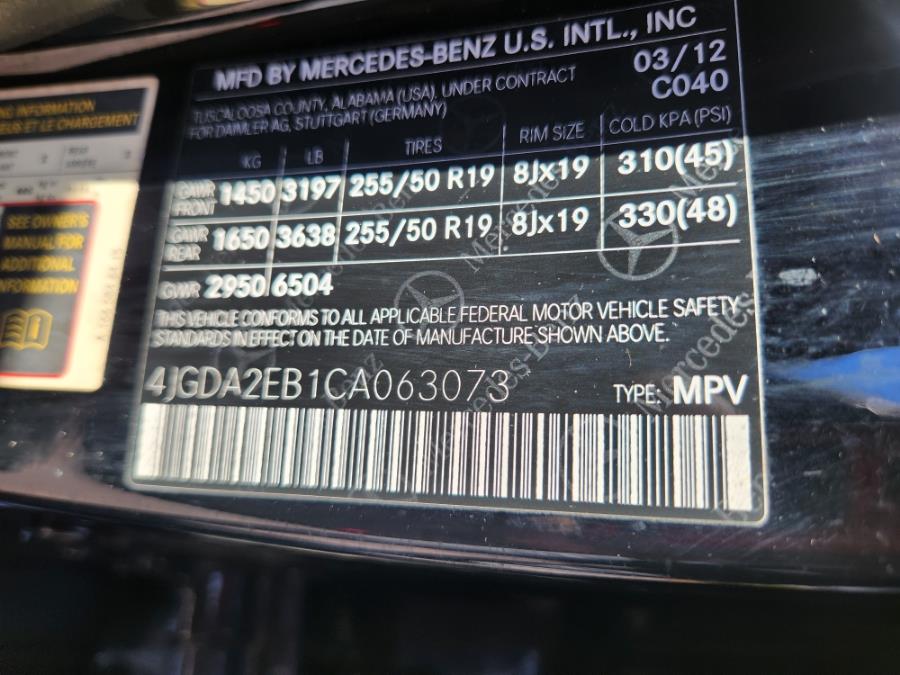 MFD BY MERCEDES-BENZ U.S. INTL., INC
TUSCALOOSA COUNTY, ALABAMA (USA), UNDER CONTRACT 03/12
FOR DAIMLER AG, STUTTGART (GERMANY) C040
KG LB TIRES RIM SIZE COLD KPA (PSI)
GAWR FRONT 1450 3197 255/50 R19 8Jx19 310(45)
GAWR REAR 1650 3638 255/50 R19 8Jx19 330(48)
GVWR 2950 6504
THIS VEHICLE CONFORMS TO ALL APPLICABLE FEDERAL MOTOR VEHICLE SAFETY
STANDARDS IN EFFECT ON THE DATE OF MANUFACTURE SHOWN ABOVE.
4JGDA2EB1CA063073 TYPE: MPV
INFORMATION
ET LE CHARGEMENT
SEE OWNER'S
MANUAL FOR
ADDITIONAL
INFORMATION